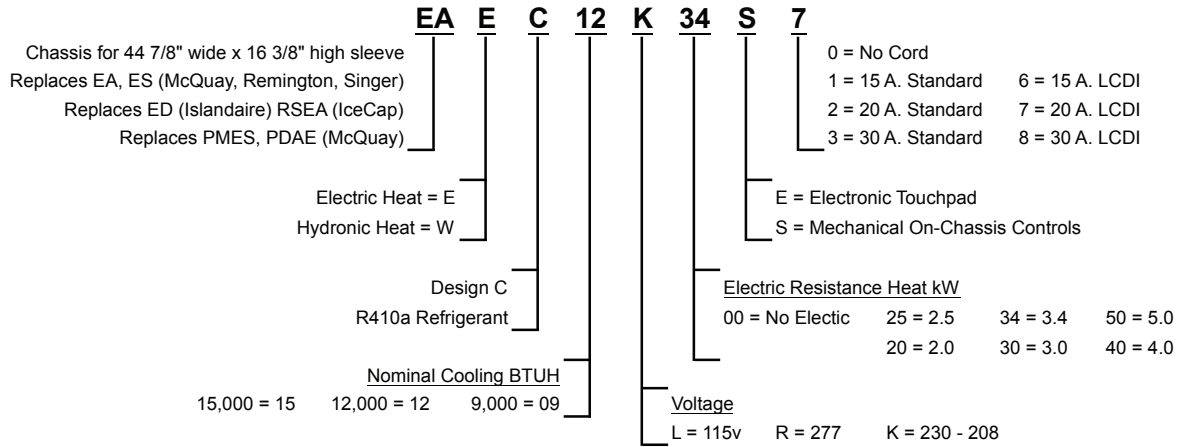 EA E C 12 K 34 S 7
Chassis for 44 7/8" wide x 16 3/8" high sleeve
Replaces EA, ES (McQuay, Remington, Singer)
Replaces ED (Islandaire) RSEA (IceCap)
Replaces PMES, PDAE (McQuay)
0 = No Cord
1 = 15 A. Standard 6 = 15 A. LCDI
2 = 20 A. Standard 7 = 20 A. LCDI
3 = 30 A. Standard 8 = 30 A. LCDI
Electric Heat = E
Hydronic Heat = W
E = Electronic Touchpad
S = Mechanical On-Chassis Controls
Design C
R410a Refrigerant
Electric Resistance Heat kW
00 = No Electic 25 = 2.5 34 = 3.4 50 = 5.0
20 = 2.0 30 = 3.0 40 = 4.0
Nominal Cooling BTUH
15,000 = 15 12,000 = 12 9,000 = 09
Voltage
L = 115v R = 277 K = 230 - 208